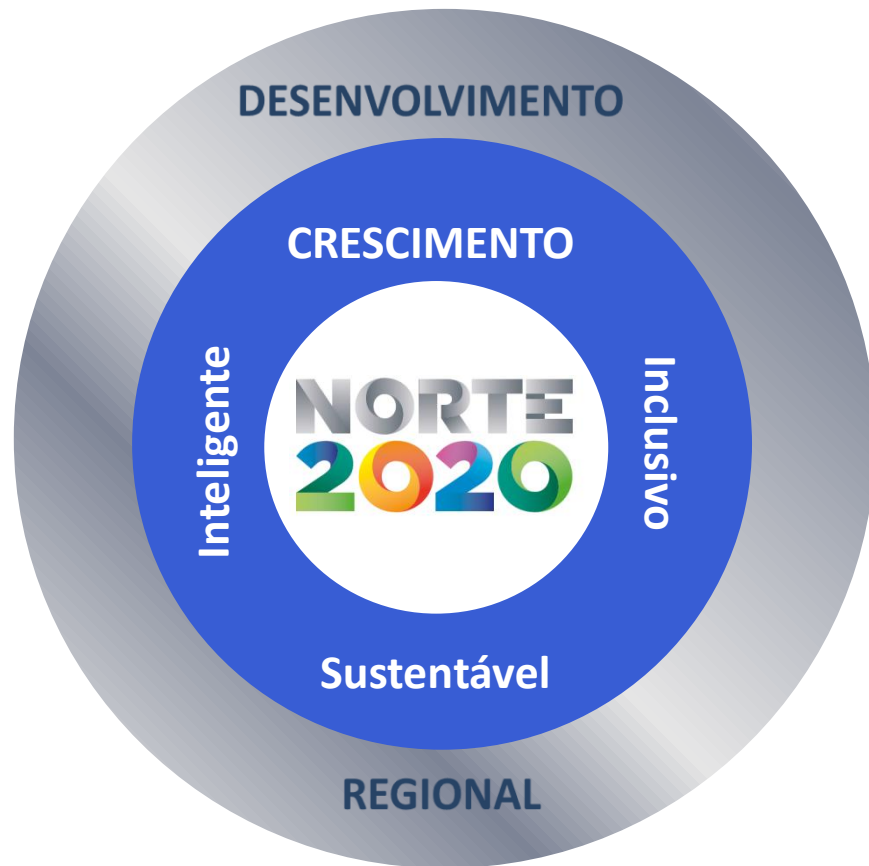 DESENVOLVIMENTO
CRESCIMENTO
Inteligente
Inclusivo
NORTE
2020
Sustentável
REGIONAL